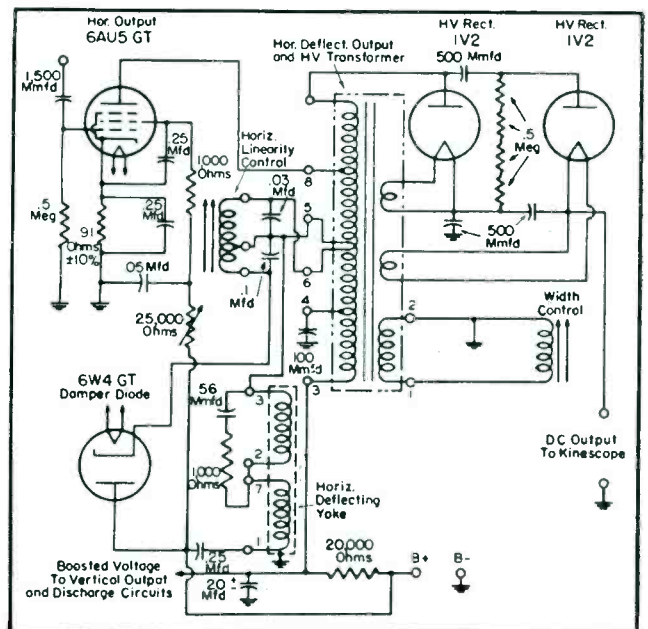 Hor. Output
6AU5 GT
Hor. Deflect. Output
and HV Transformer
HV Rect.
1V2
HV Rect.
1V2
500 Mmfd
1,500
Mmfd
.25
Mfd
1000
Ohms
Horiz.
Linearity
Control
.03
Mfd
8
.5
Meg
.5
Meg
.25
Mfd
91
Ohms
±10%
5
6
500
Mmfd
.05 Mfd
.1
Mfd
4
2
Width
Control
25,000
Ohms
100
Mmfd
3
1
6W4 GT
Damper Diode
56
Mmfd
3
1,000
Ohms
2
7
Horiz.
Deflecting
Yoke
DC Output
To Kinescope
1
.25
Mfd
20,000
Ohms
B+
B-
Boosted Voltage
To Vertical Output
and Discharge Circuits
20
Mfd
+
-